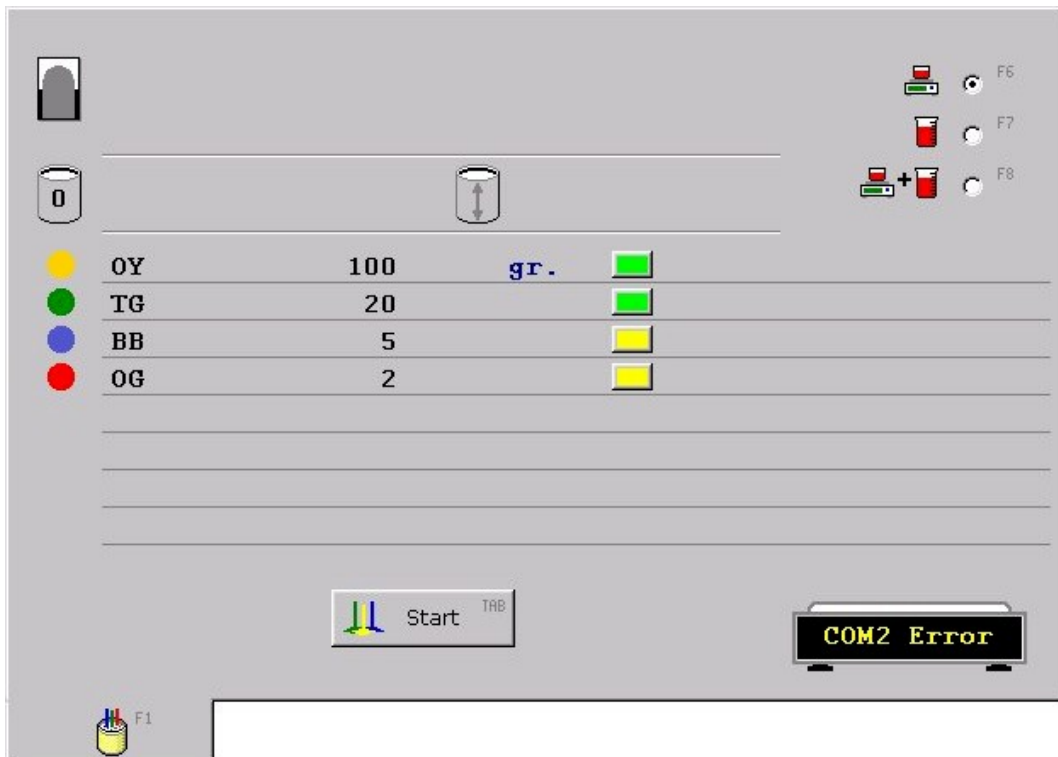 F6
F7
F8
0
OY 100 gr.
TG 20
BB 5
OG 2
Start TAB
COM2 Error
F1